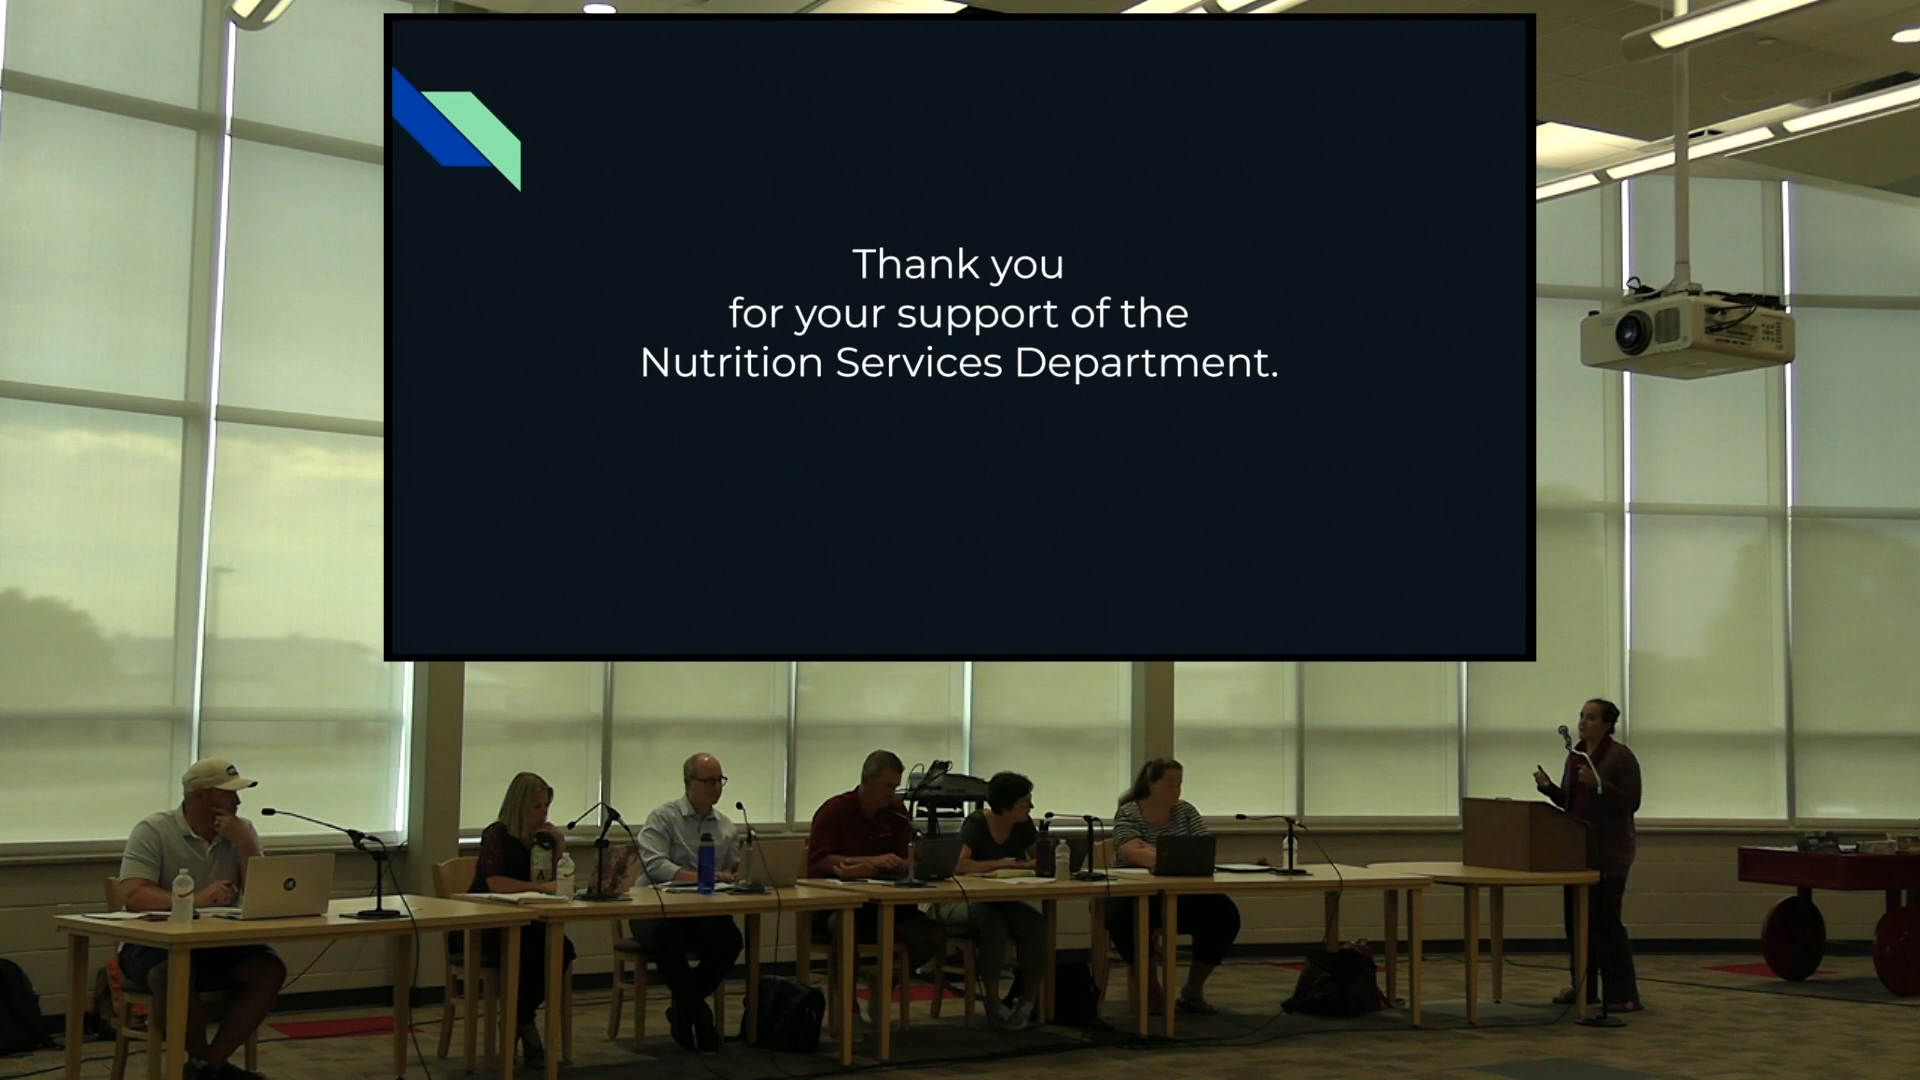 Thank you
for your support of the
Nutrition Services Department.